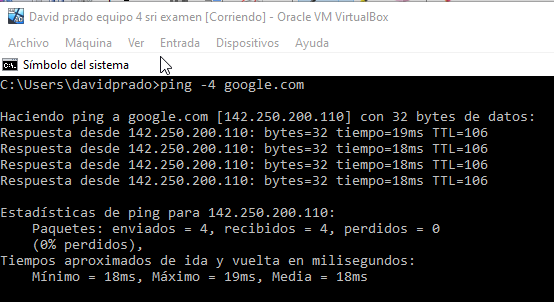 David prado equipo 4 sri examen [Corriendo] - Oracle VM VirtualBox
Archivo Máquina Ver Entrada Dispositivos Ayuda
Símbolo del sistema
C:\Users\davidprado>ping -4 google.com
Haciendo ping a google.com [142.250.200.110] con 32 bytes de datos:
Respuesta desde 142.250.200.110: bytes=32 tiempo=19ms TTL=106
Respuesta desde 142.250.200.110: bytes=32 tiempo=18ms TTL=106
Respuesta desde 142.250.200.110: bytes=32 tiempo=18ms TTL=106
Respuesta desde 142.250.200.110: bytes=32 tiempo=18ms TTL=106
Estadísticas de ping para 142.250.200.110:
Paquetes: enviados = 4, recibidos = 4, perdidos = 0
(0% perdidos),
Tiempos aproximados de ida y vuelta en milisegundos:
Mínimo = 18ms, Máximo = 19ms, Media = 18ms